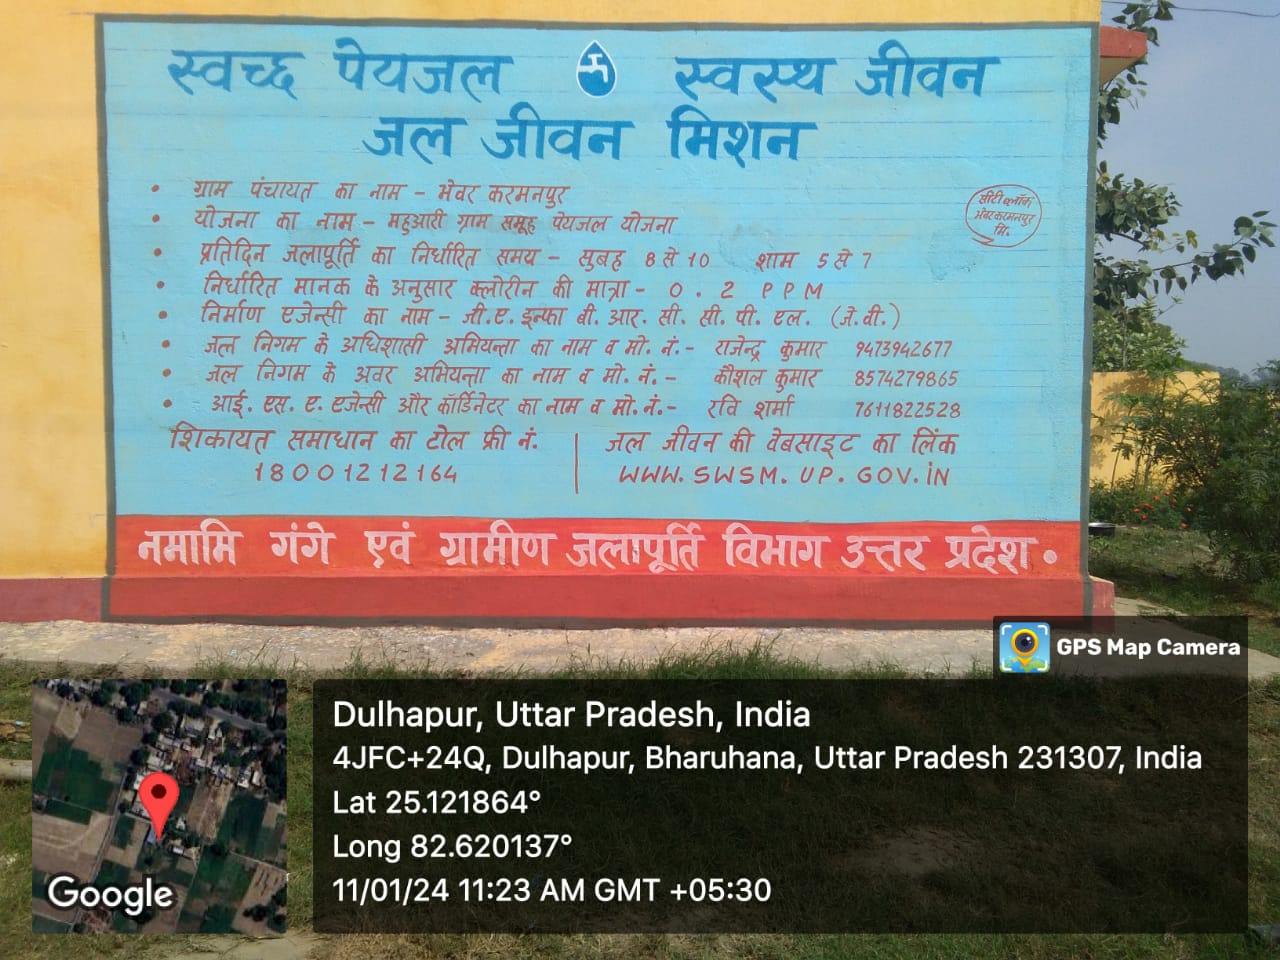 स्वच्छ पेयजल स्वस्थ जीवन
जल जीवन मिशन
• ग्राम पंचायत का नाम - भेवर करमनपुर
• योजना का नाम - महुआरी ग्राम समूह पेयजल योजना
• प्रतिदिन जलापूर्ति का निर्धारित समय - सुबह 8 से 10 शाम 5 से 7
• निर्धारित मानक के अनुसार क्लोरीन की मात्रा - 0.2 PPM
• निर्माण एजेन्सी का नाम - जी.ए.इन्फ्रा बी.आर.सी.सी.पी.एल. (जे.वी.)
• जल निगम के अधिशासी अभियन्ता का नाम व मो. नं.- राजेन्द्र कुमार 9473942677
• जल निगम के अवर अभियन्ता का नाम व मो. नं.- कौशल कुमार 8574279865
• आई.एस.ए.एजेन्सी और कॉर्डिनेटर का नाम व मो.नं.- रवि शर्मा 7611822528
सीटी ब्लॉक
भेवर करमनपुर
मि.
शिकायत समाधान का टोल फ्री नं.
18001212164
जल जीवन की वेबसाइट का लिंक
WWW.SWSM.UP.GOV.iN
नमामि गंगे एवं ग्रामीण जलापूर्ति विभाग उत्तर प्रदेश.
GPS Map Camera
Dulhapur, Uttar Pradesh, India
4JFC+24Q, Dulhapur, Bharuhana, Uttar Pradesh 231307, India
Lat 25.121864°
Long 82.620137°
11/01/24 11:23 AM GMT +05:30
Google